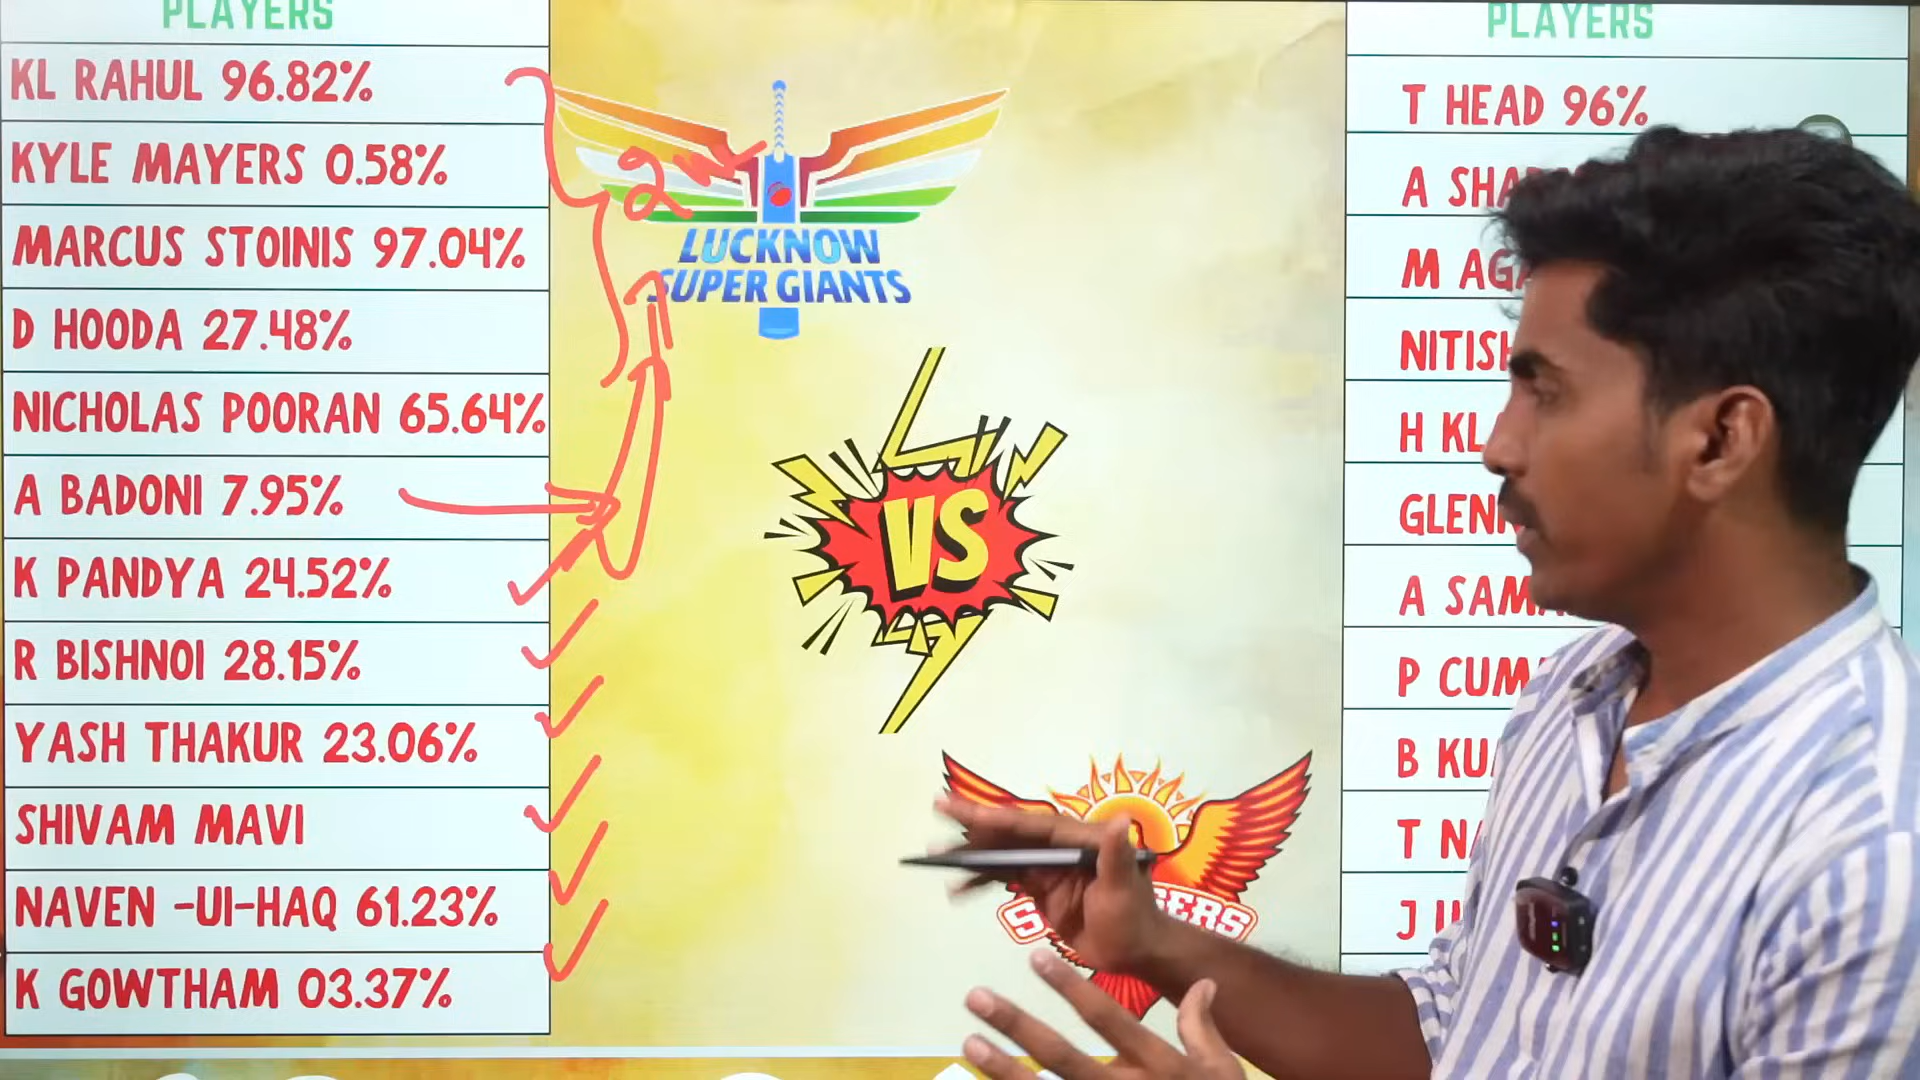 PLAYERS
KL RAHUL 96.82%
KYLE MAYERS 0.58%
MARCUS STOINIS 97.04%
D HOODA 27.48%
NICHOLAS POORAN 65.64%
A BADONI 7.95%
K PANDYA 24.52%
R BISHNOI 28.15%
YASH THAKUR 23.06%
SHIVAM MAVI
NAVEN -UI-HAQ 61.23%
K GOWTHAM 03.37%
2
LUCKNOW
SUPER GIANTS
VS
PLAYERS
T HEAD 96%
A
M
H
A
P
B
T
J